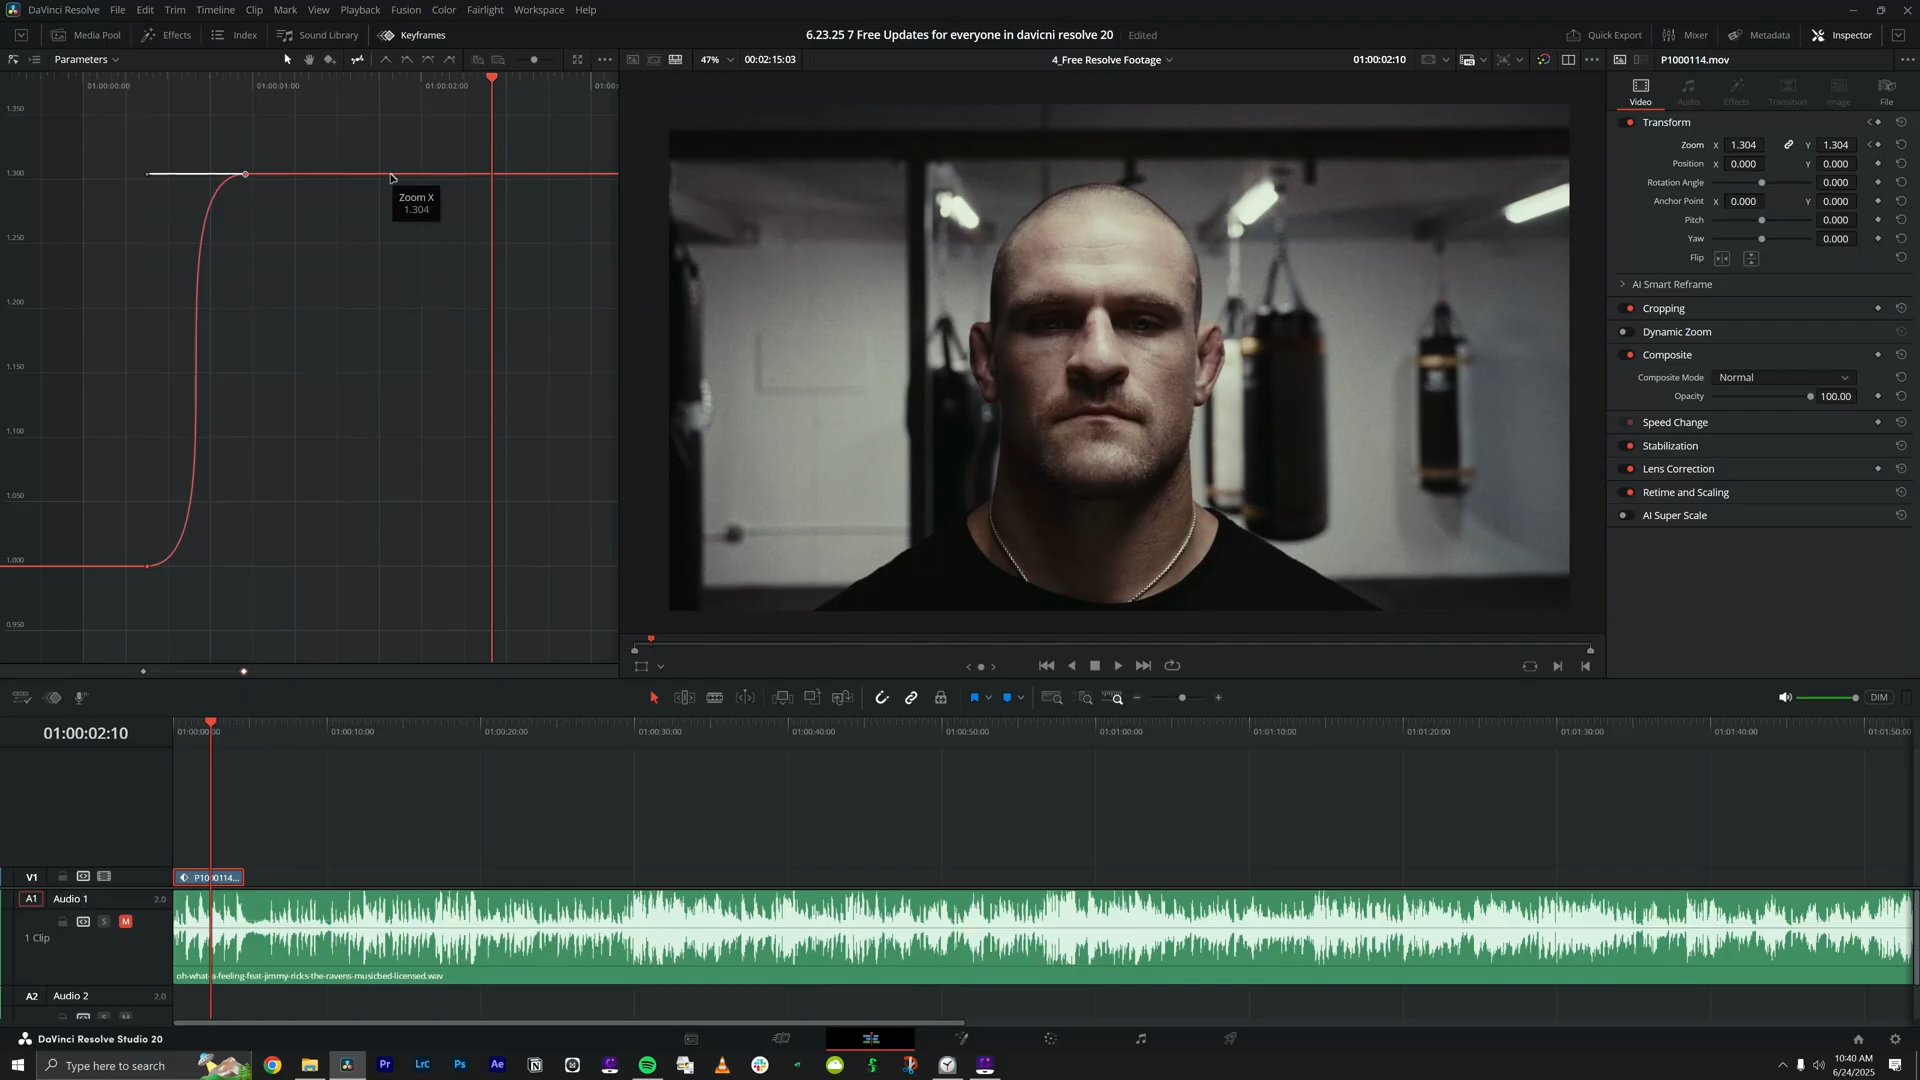 DaVinci Resolve File Edit Trim Timeline Clip Mark View Playback Fusion Color Fairlight Workspace Help
Media Pool Effects Index Sound Library Keyframes 6.23.25 7 Free Updates for everyone in davicni resolve 20 Edited Quick Export Mixer Metadata Inspector
Parameters 47% 00:02:15:03 4_Free Resolve Footage 01:00:02:10 P1000114.mov
01:00:00:00 01:00:01:00 01:00:02:00 01:00:
Video Audio Effects Transition Image File
1.350
1.300
1.250
1.200
1.150
1.100
1.050
1.000
0.950
Zoom X
1.304
Transform
Zoom X 1.304 Y 1.304
Position X 0.000 Y 0.000
Rotation Angle 0.000
Anchor Point X 0.000 Y 0.000
Pitch 0.000
Yaw 0.000
Flip
AI Smart Reframe
Cropping
Dynamic Zoom
Composite
Composite Mode Normal
Opacity 100.00
Speed Change
Stabilization
Lens Correction
Retime and Scaling
AI Super Scale
DIM
01:00:02:10
01:00:00:00 01:00:10:00 01:00:20:00 01:00:30:00 01:00:40:00 01:00:50:00 01:01:00:00 01:01:10:00 01:01:20:00 01:01:30:00 01:01:40:00 01:01:50:00
V1 P1000114...
A1 Audio 1 2.0
S M
1 Clip
oh-what-a-feeling-feat-jimmy-ricks-the-ravens-musicbed-licensed.wav
A2 Audio 2 2.0
S M
DaVinci Resolve Studio 20
Type here to search Pr LrC Ps Ae
10:40 AM
6/24/2025